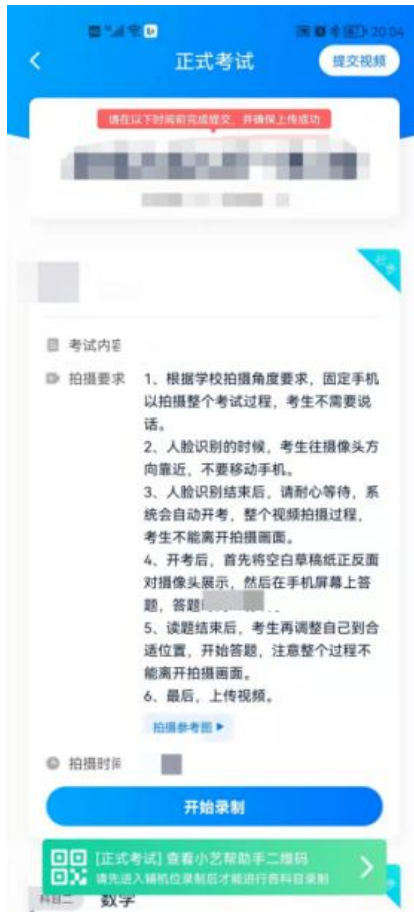 20:04
正式考试
提交视频
请在以下时间前完成提交，并确保上传成功
必考
考试内容
拍摄要求
1、根据学校拍摄角度要求，固定手机
以拍摄整个考试过程，考生不需要说
话。
2、人脸识别的时候，考生往摄像头方
向靠近，不要移动手机。
3、人脸识别结束后，请耐心等待，系
统会自动开考，整个视频拍摄过程，
考生不能离开拍摄画面。
4、开考后，首先将空白草稿纸正反面
对摄像头展示，然后在手机屏幕上答
题，答题
5、读题结束后，考生再调整自己到合
适位置，开始答题，注意整个过程不
能离开拍摄画面。
6、最后，上传视频。
拍摄参考图
拍摄时间
开始录制
[正式考试] 查看小艺帮助手二维码
请先进入辅机位录制后才能进行各科目录制
科目二
数学